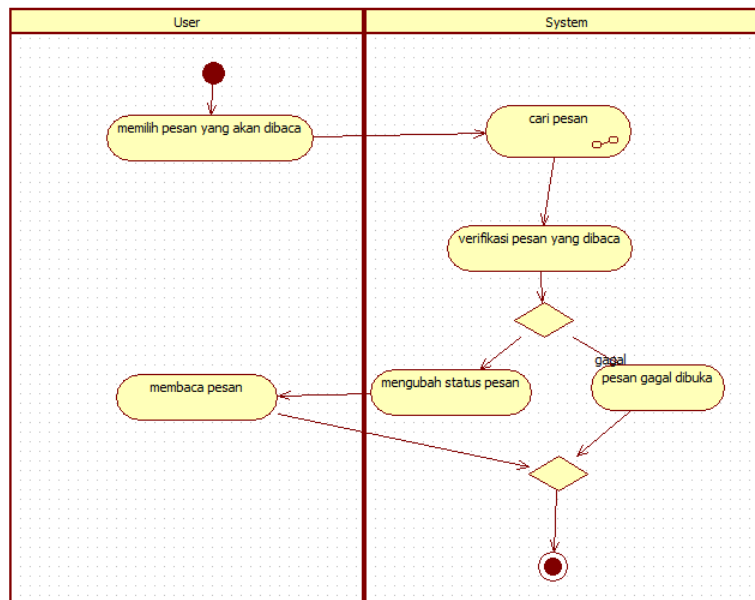 User
System
memilih pesan yang akan dibaca
cari pesan
verifikasi pesan yang dibaca
gagal
membaca pesan
mengubah status pesan
pesan gagal dibuka